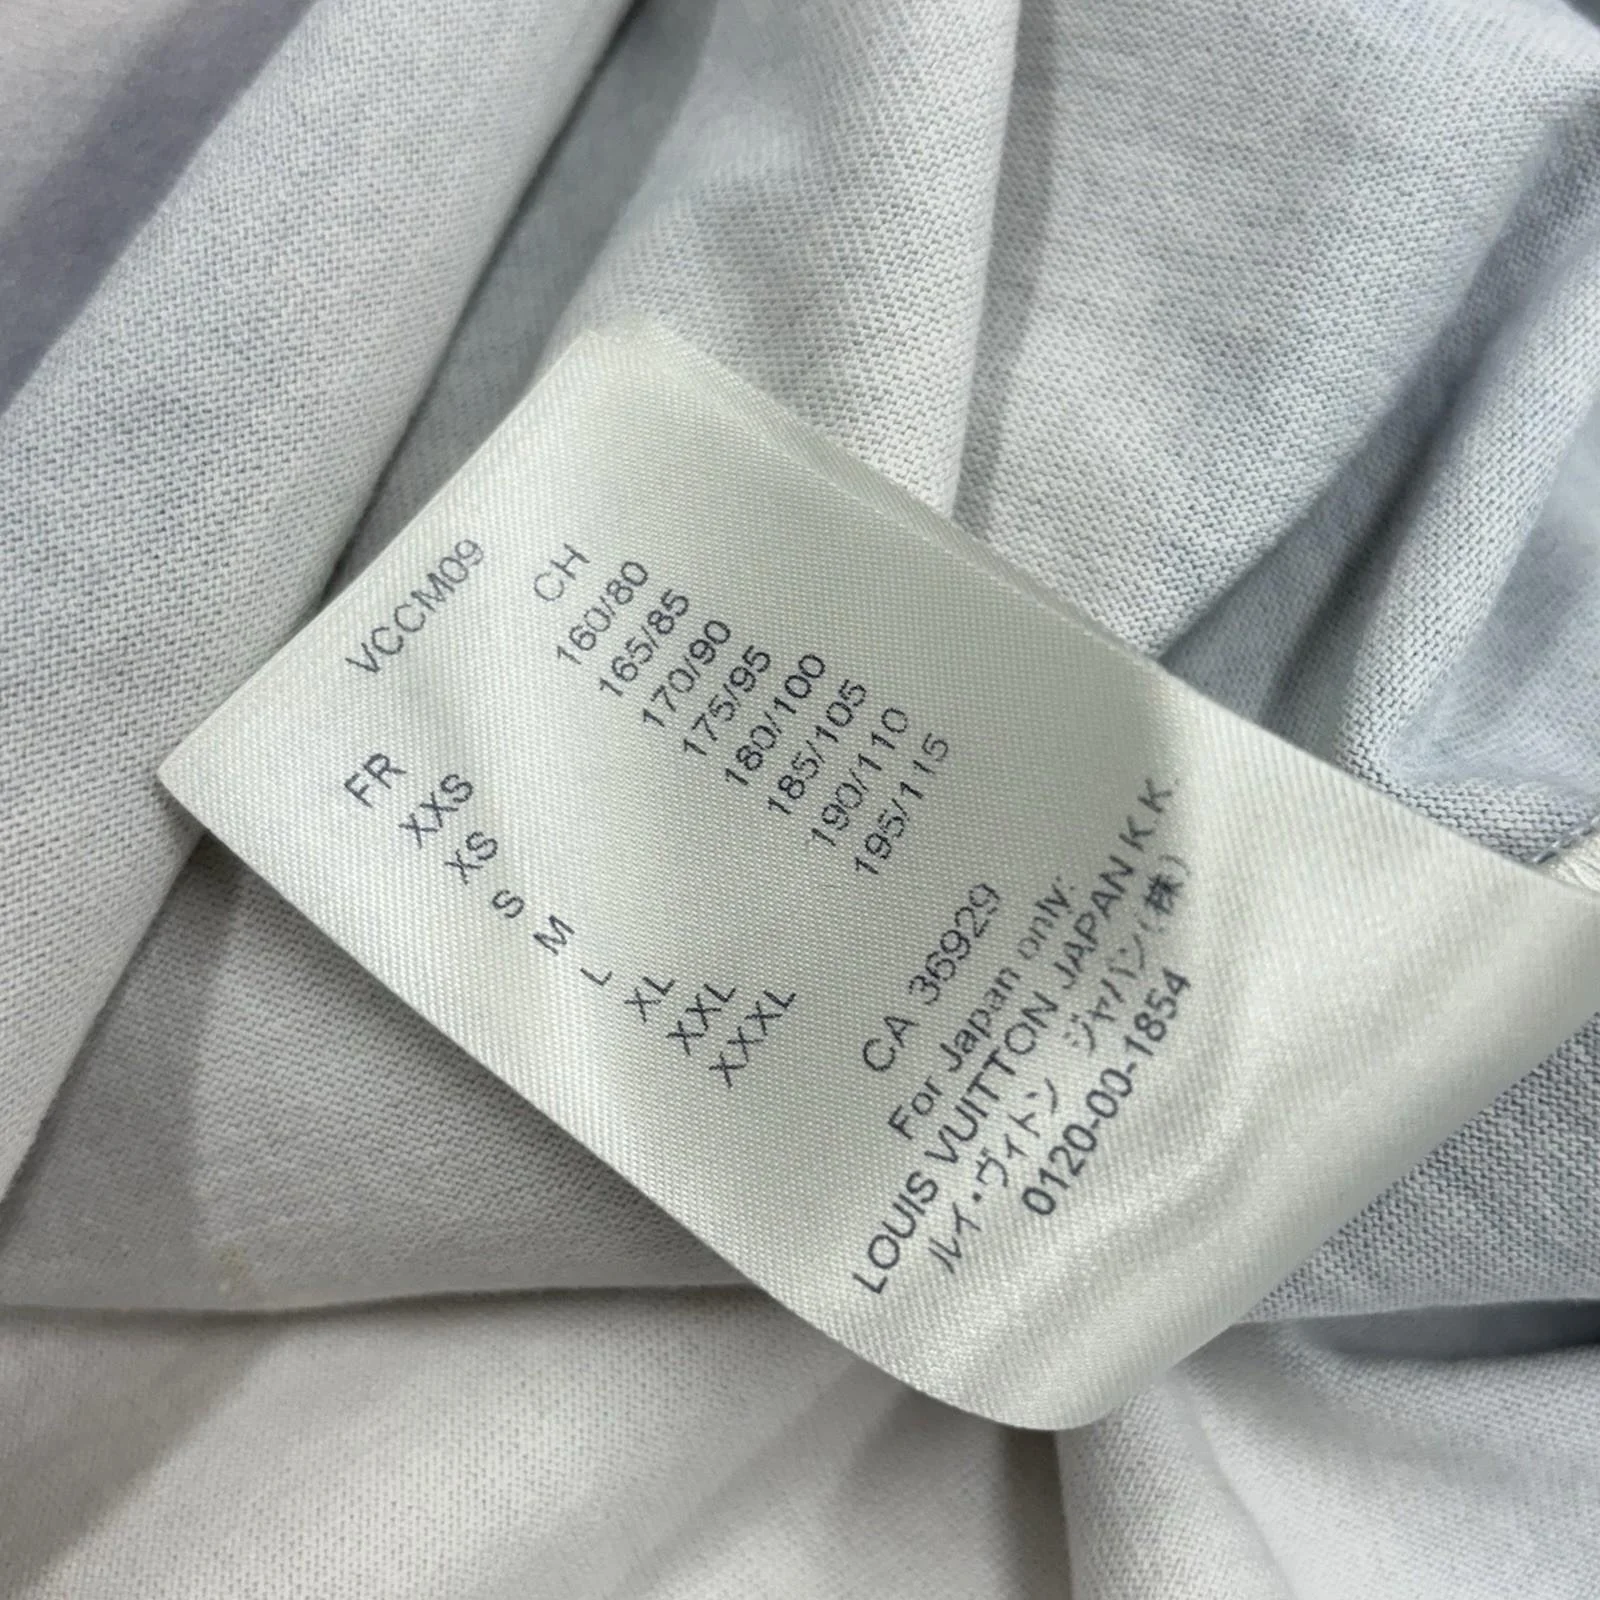 VCCM09
FR CH
XXS 160/80
XS 165/85
S 170/90
M 175/95
L 180/100
XL 185/105
XXL 190/110
XXXL 195/115
CA 36929
For Japan only:
LOUIS VUITTON JAPAN K.K.
ルイ・ヴィトン ジャパン(株)
0120-00-1854